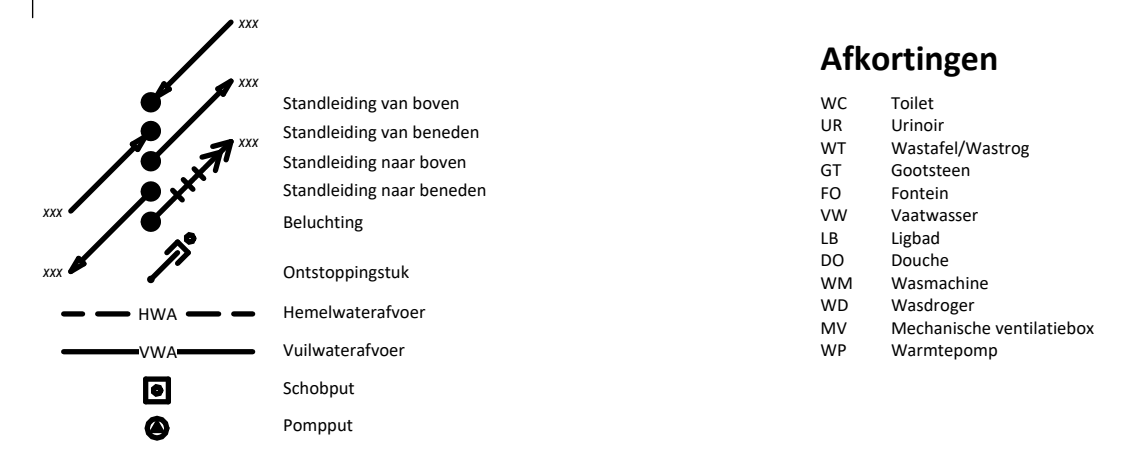 xxx
xxx
Standleiding van boven
Standleiding van beneden
xxx
Standleiding naar boven
Standleiding naar beneden
xxx
Beluchting
xxx
Ontstoppingstuk
HWA Hemelwaterafvoer
VWA Vuilwaterafvoer
Schobput
Pompput
Afkortingen
WC Toilet
UR Urinoir
WT Wastafel/Wastrog
GT Gootsteen
FO Fontein
VW Vaatwasser
LB Ligbad
DO Douche
WM Wasmachine
WD Wasdroger
MV Mechanische ventilatiebox
WP Warmtepomp